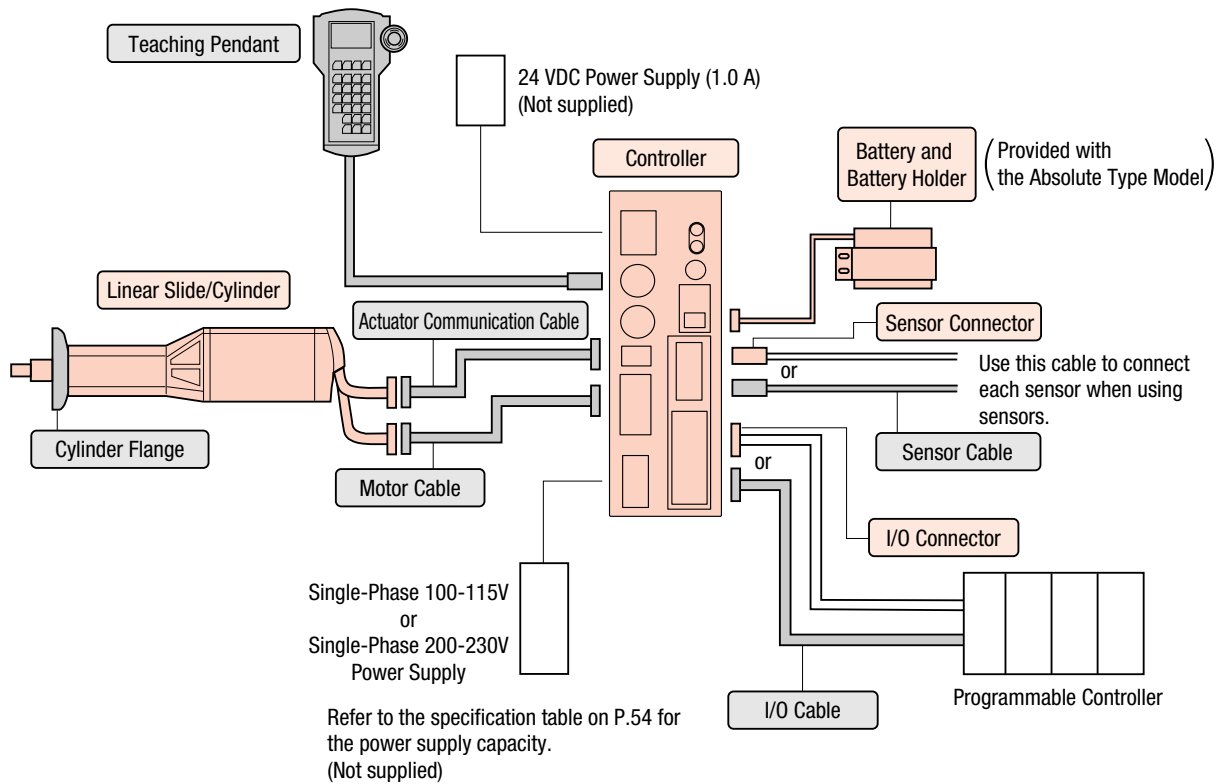 Teaching Pendant
24 VDC Power Supply (1.0 A)
(Not supplied)
Controller
Battery and
Battery Holder
(Provided with
the Absolute Type Model)
Linear Slide/Cylinder
Actuator Communication Cable
Sensor Connector
or
Use this cable to connect
each sensor when using
sensors.
Cylinder Flange
Sensor Cable
Motor Cable
or
I/O Connector
Single-Phase 100-115V
or
Single-Phase 200-230V
Power Supply
Programmable Controller
I/O Cable
Refer to the specification table on P.54 for
the power supply capacity.
(Not supplied)